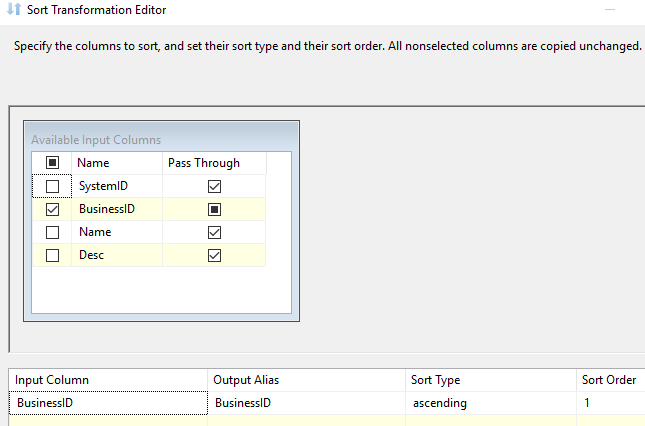 Sort Transformation Editor
Specify the columns to sort, and set their sort type and their sort order. All nonselected columns are copied unchanged.
Available Input Columns
Name Pass Through
SystemID
BusinessID
Name
Desc
Input Column Output Alias Sort Type Sort Order
BusinessID BusinessID ascending 1